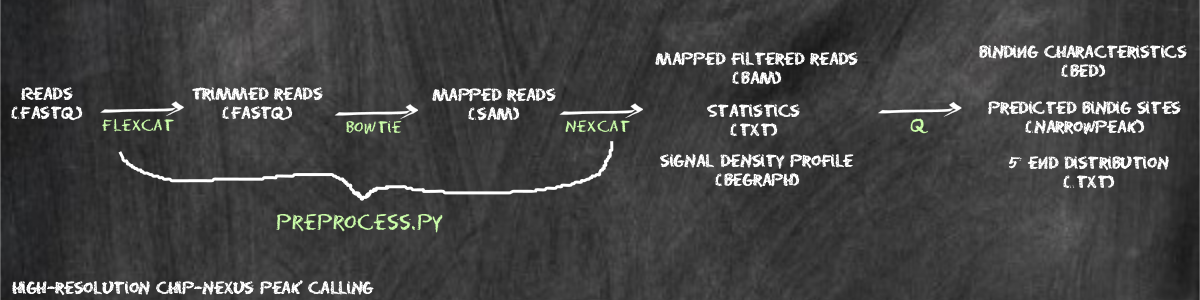 READS
(FASTQ)
FLEXCAT
TRIMMED READS
(FASTQ)
BOWTIE
MAPPED READS
(SAM)
NEXCAT
MAPPED FILTERED READS
(BAM)
STATISTICS
(TXT)
SIGNAL DENSITY PROFILE
(BEGRAPH)
Q
BINDING CHARACTERISTICS
(BED)
PREDICTED BINDIG SITES
(NARROWPEAK)
5' END DISTRIBUTION
(.TXT)
PREPROCESS.PY
HIGH-RESOLUTION CHIP-NEXUS PEAK CALLING